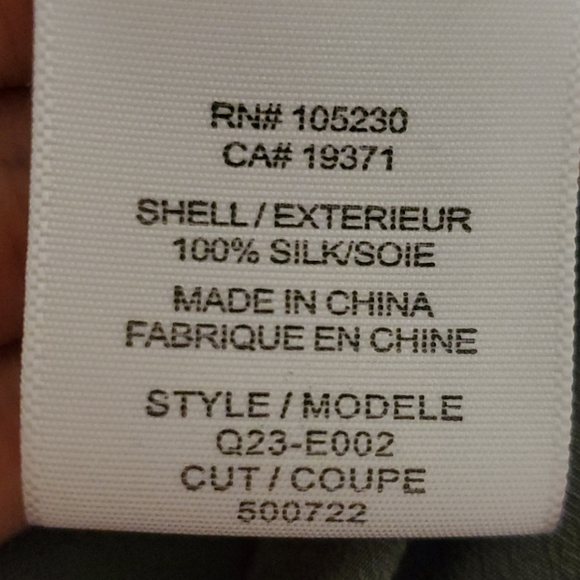 RN# 105230
CA# 19371
SHELL / EXTERIEUR
100% SILK/SOIE
MADE IN CHINA
FABRIQUE EN CHINE
STYLE / MODELE
Q23-E002
CUT / COUPE
500722